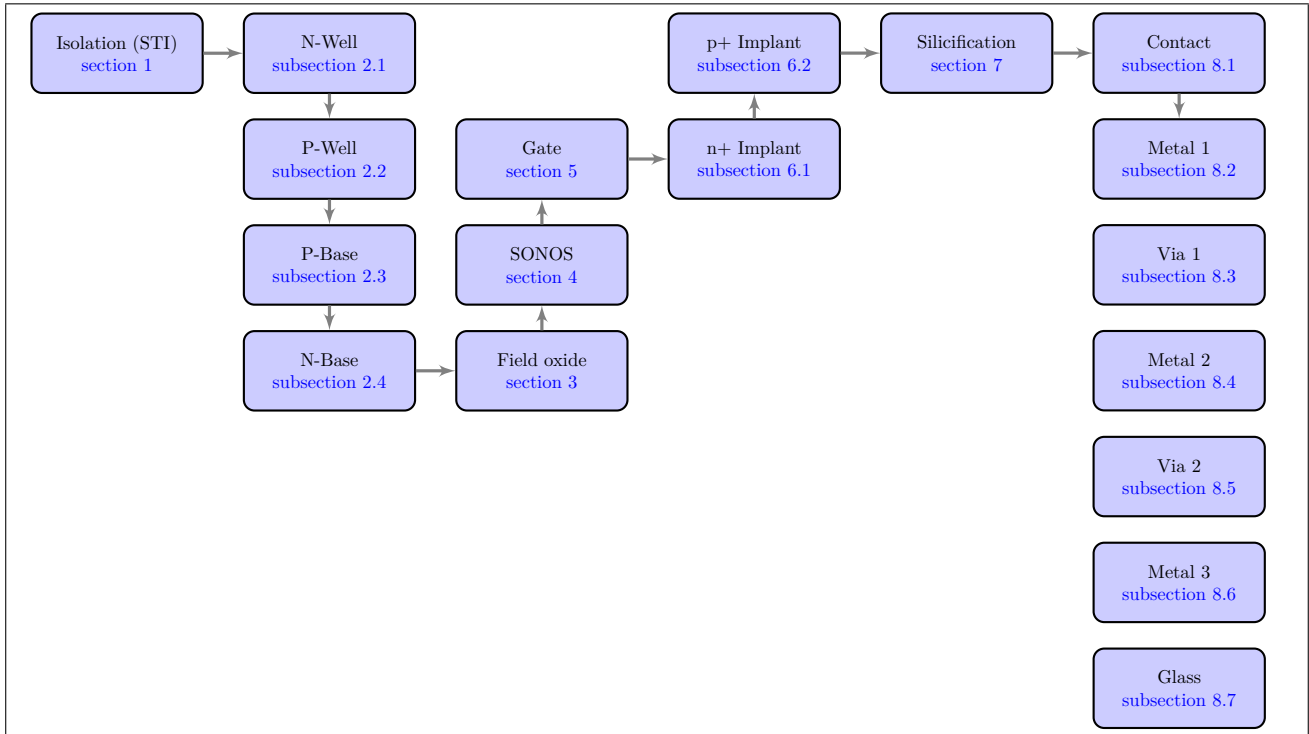 Isolation (STI)
section 1
N-Well
subsection 2.1
P-Well
subsection 2.2
P-Base
subsection 2.3
N-Base
subsection 2.4
Field oxide
section 3
SONOS
section 4
Gate
section 5
n+ Implant
subsection 6.1
p+ Implant
subsection 6.2
Silicification
section 7
Contact
subsection 8.1
Metal 1
subsection 8.2
Via 1
subsection 8.3
Metal 2
subsection 8.4
Via 2
subsection 8.5
Metal 3
subsection 8.6
Glass
subsection 8.7